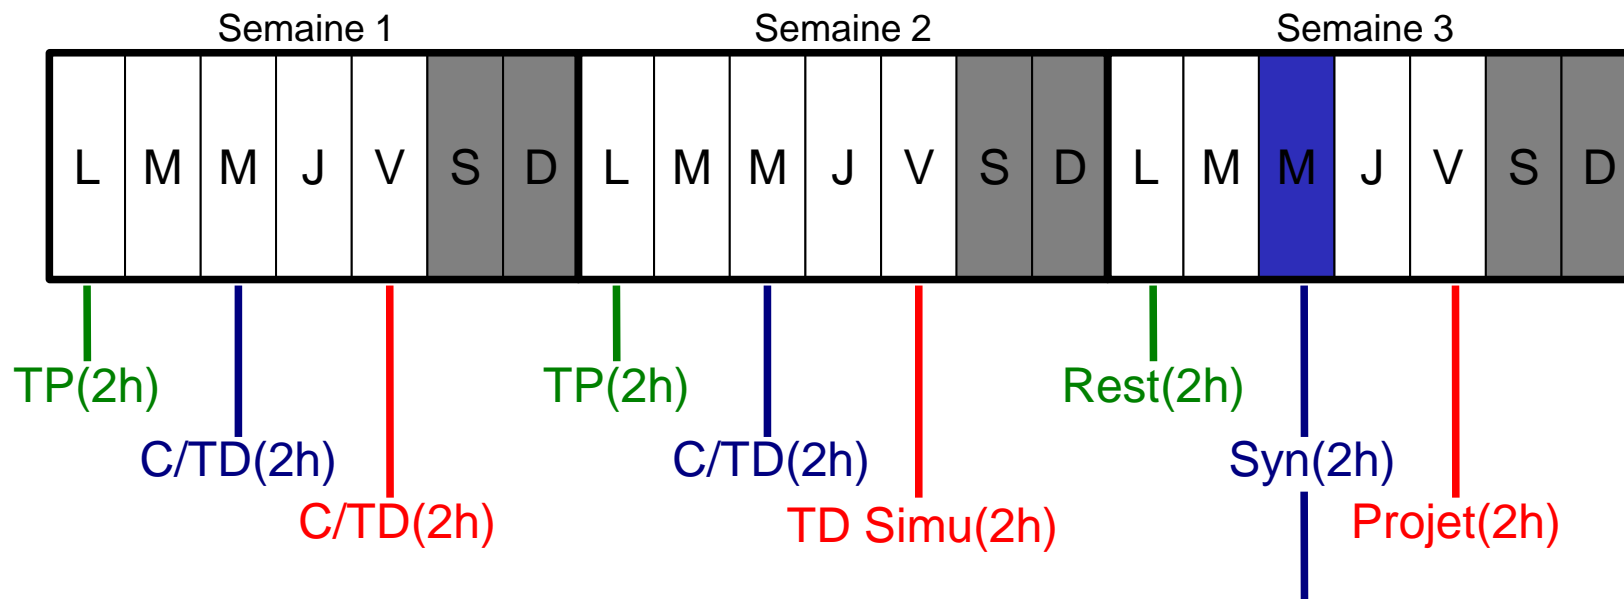 Semaine 1 Semaine 2 Semaine 3
L M M J V S D L M M J V S D L M M J V S D
TP(2h) TP(2h) Rest(2h)
C/TD(2h) C/TD(2h) Syn(2h)
C/TD(2h) TD Simu(2h) Projet(2h)